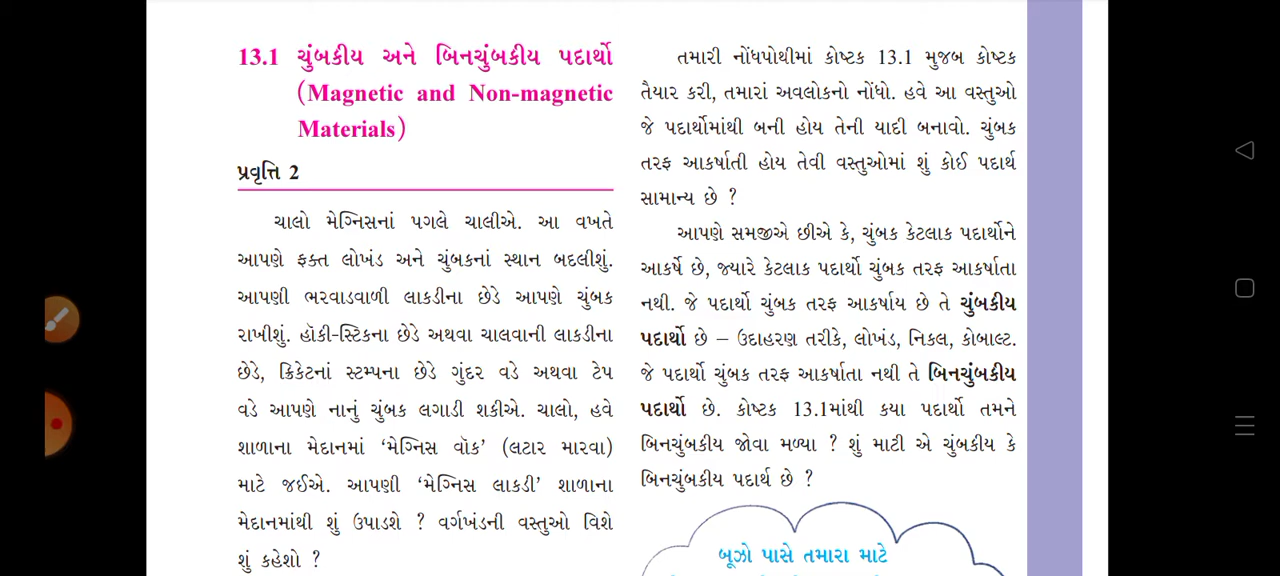 13.1 ચુંબકીય અને બિનચુંબકીય પદાર્થો
(Magnetic and Non-magnetic
Materials)
પ્રવૃત્તિ 2
ચાલો મેગ્નિસનાં પગલે ચાલીએ. આ વખતે
આપણે ફક્ત લોખંડ અને ચુંબકનાં સ્થાન બદલીશું.
આપણી ભરવાડવાળી લાકડીના છેડે આપણે ચુંબક
રાખીશું. હૉકી-સ્ટિકના છેડે અથવા ચાલવાની લાકડીના
છેડે, ક્રિકેટનાં સ્ટમ્પના છેડે ગુંદર વડે અથવા ટેપ
વડે આપણે નાનું ચુંબક લગાડી શકીએ. ચાલો, હવે
શાળાના મેદાનમાં ‘મેગ્નિસ વૉક’ (લટાર મારવા)
માટે જઈએ. આપણી ‘મેગ્નિસ લાકડી’ શાળાના
મેદાનમાંથી શું ઉપાડશે ? વર્ગખંડની વસ્તુઓ વિશે
શું કહેશો ?
તમારી નોંધપોથીમાં કોષ્ટક 13.1 મુજબ કોષ્ટક
તૈયાર કરી, તમારાં અવલોકનો નોંધો. હવે આ વસ્તુઓ
જે પદાર્થોમાંથી બની હોય તેની યાદી બનાવો. ચુંબક
તરફ આકર્ષાતી હોય તેવી વસ્તુઓમાં શું કોઈ પદાર્થ
સામાન્ય છે ?
આપણે સમજીએ છીએ કે, ચુંબક કેટલાક પદાર્થોને
આકર્ષે છે, જ્યારે કેટલાક પદાર્થો ચુંબક તરફ આકર્ષાતા
નથી. જે પદાર્થો ચુંબક તરફ આકર્ષાય છે તે ચુંબકીય
પદાર્થો છે – ઉદાહરણ તરીકે, લોખંડ, નિકલ, કોબાલ્ટ.
જે પદાર્થો ચુંબક તરફ આકર્ષાતા નથી તે બિનચુંબકીય
પદાર્થો છે. કોષ્ટક 13.1માંથી કયા પદાર્થો તમને
બિનચુંબકીય જોવા મળ્યા ? શું માટી એ ચુંબકીય કે
બિનચુંબકીય પદાર્થ છે ?
બૂઝો પાસે તમારા માટે